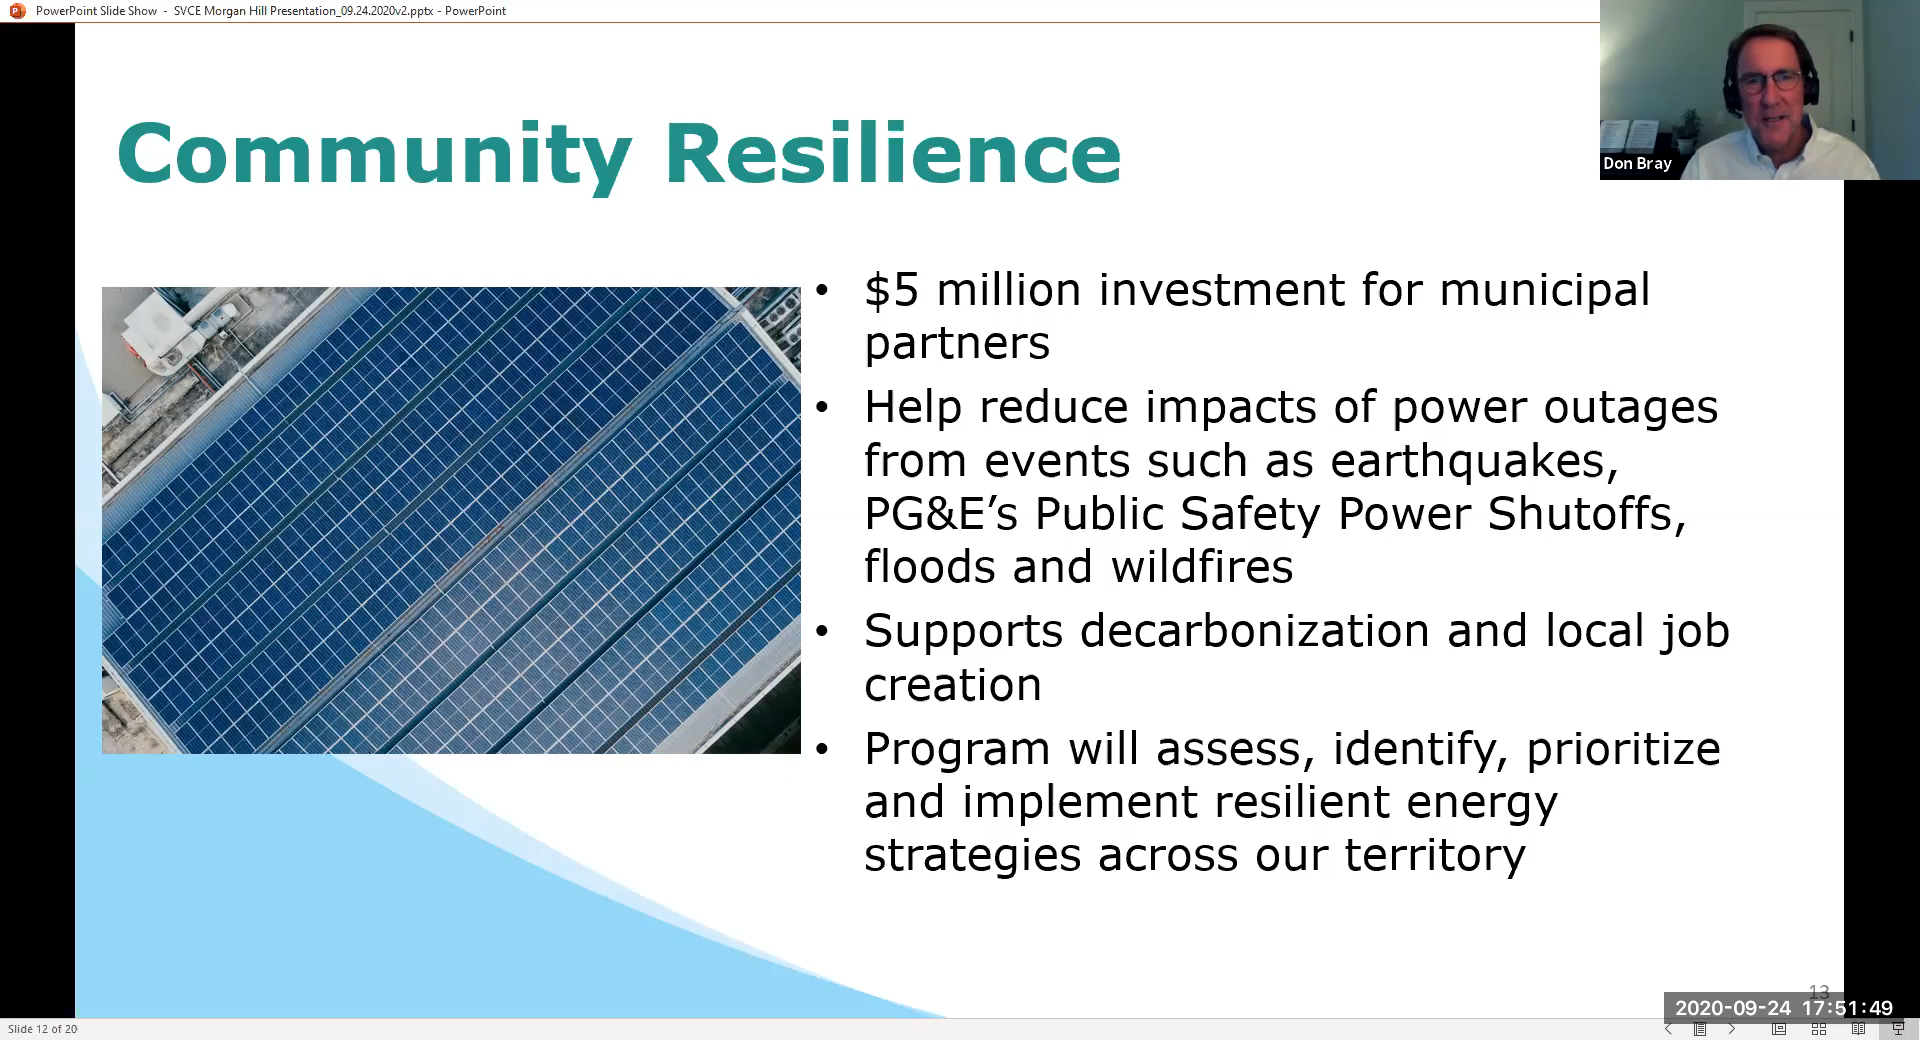 PowerPoint Slide Show - SVCE Morgan Hill Presentation_09.24.2020v2.pptx - PowerPoint
Don Bray
Community Resilience
• $5 million investment for municipal
partners
• Help reduce impacts of power outages
from events such as earthquakes,
PG&E’s Public Safety Power Shutoffs,
floods and wildfires
• Supports decarbonization and local job
creation
• Program will assess, identify, prioritize
and implement resilient energy
strategies across our territory
13
2020-09-24 17:51:49
Slide 12 of 20